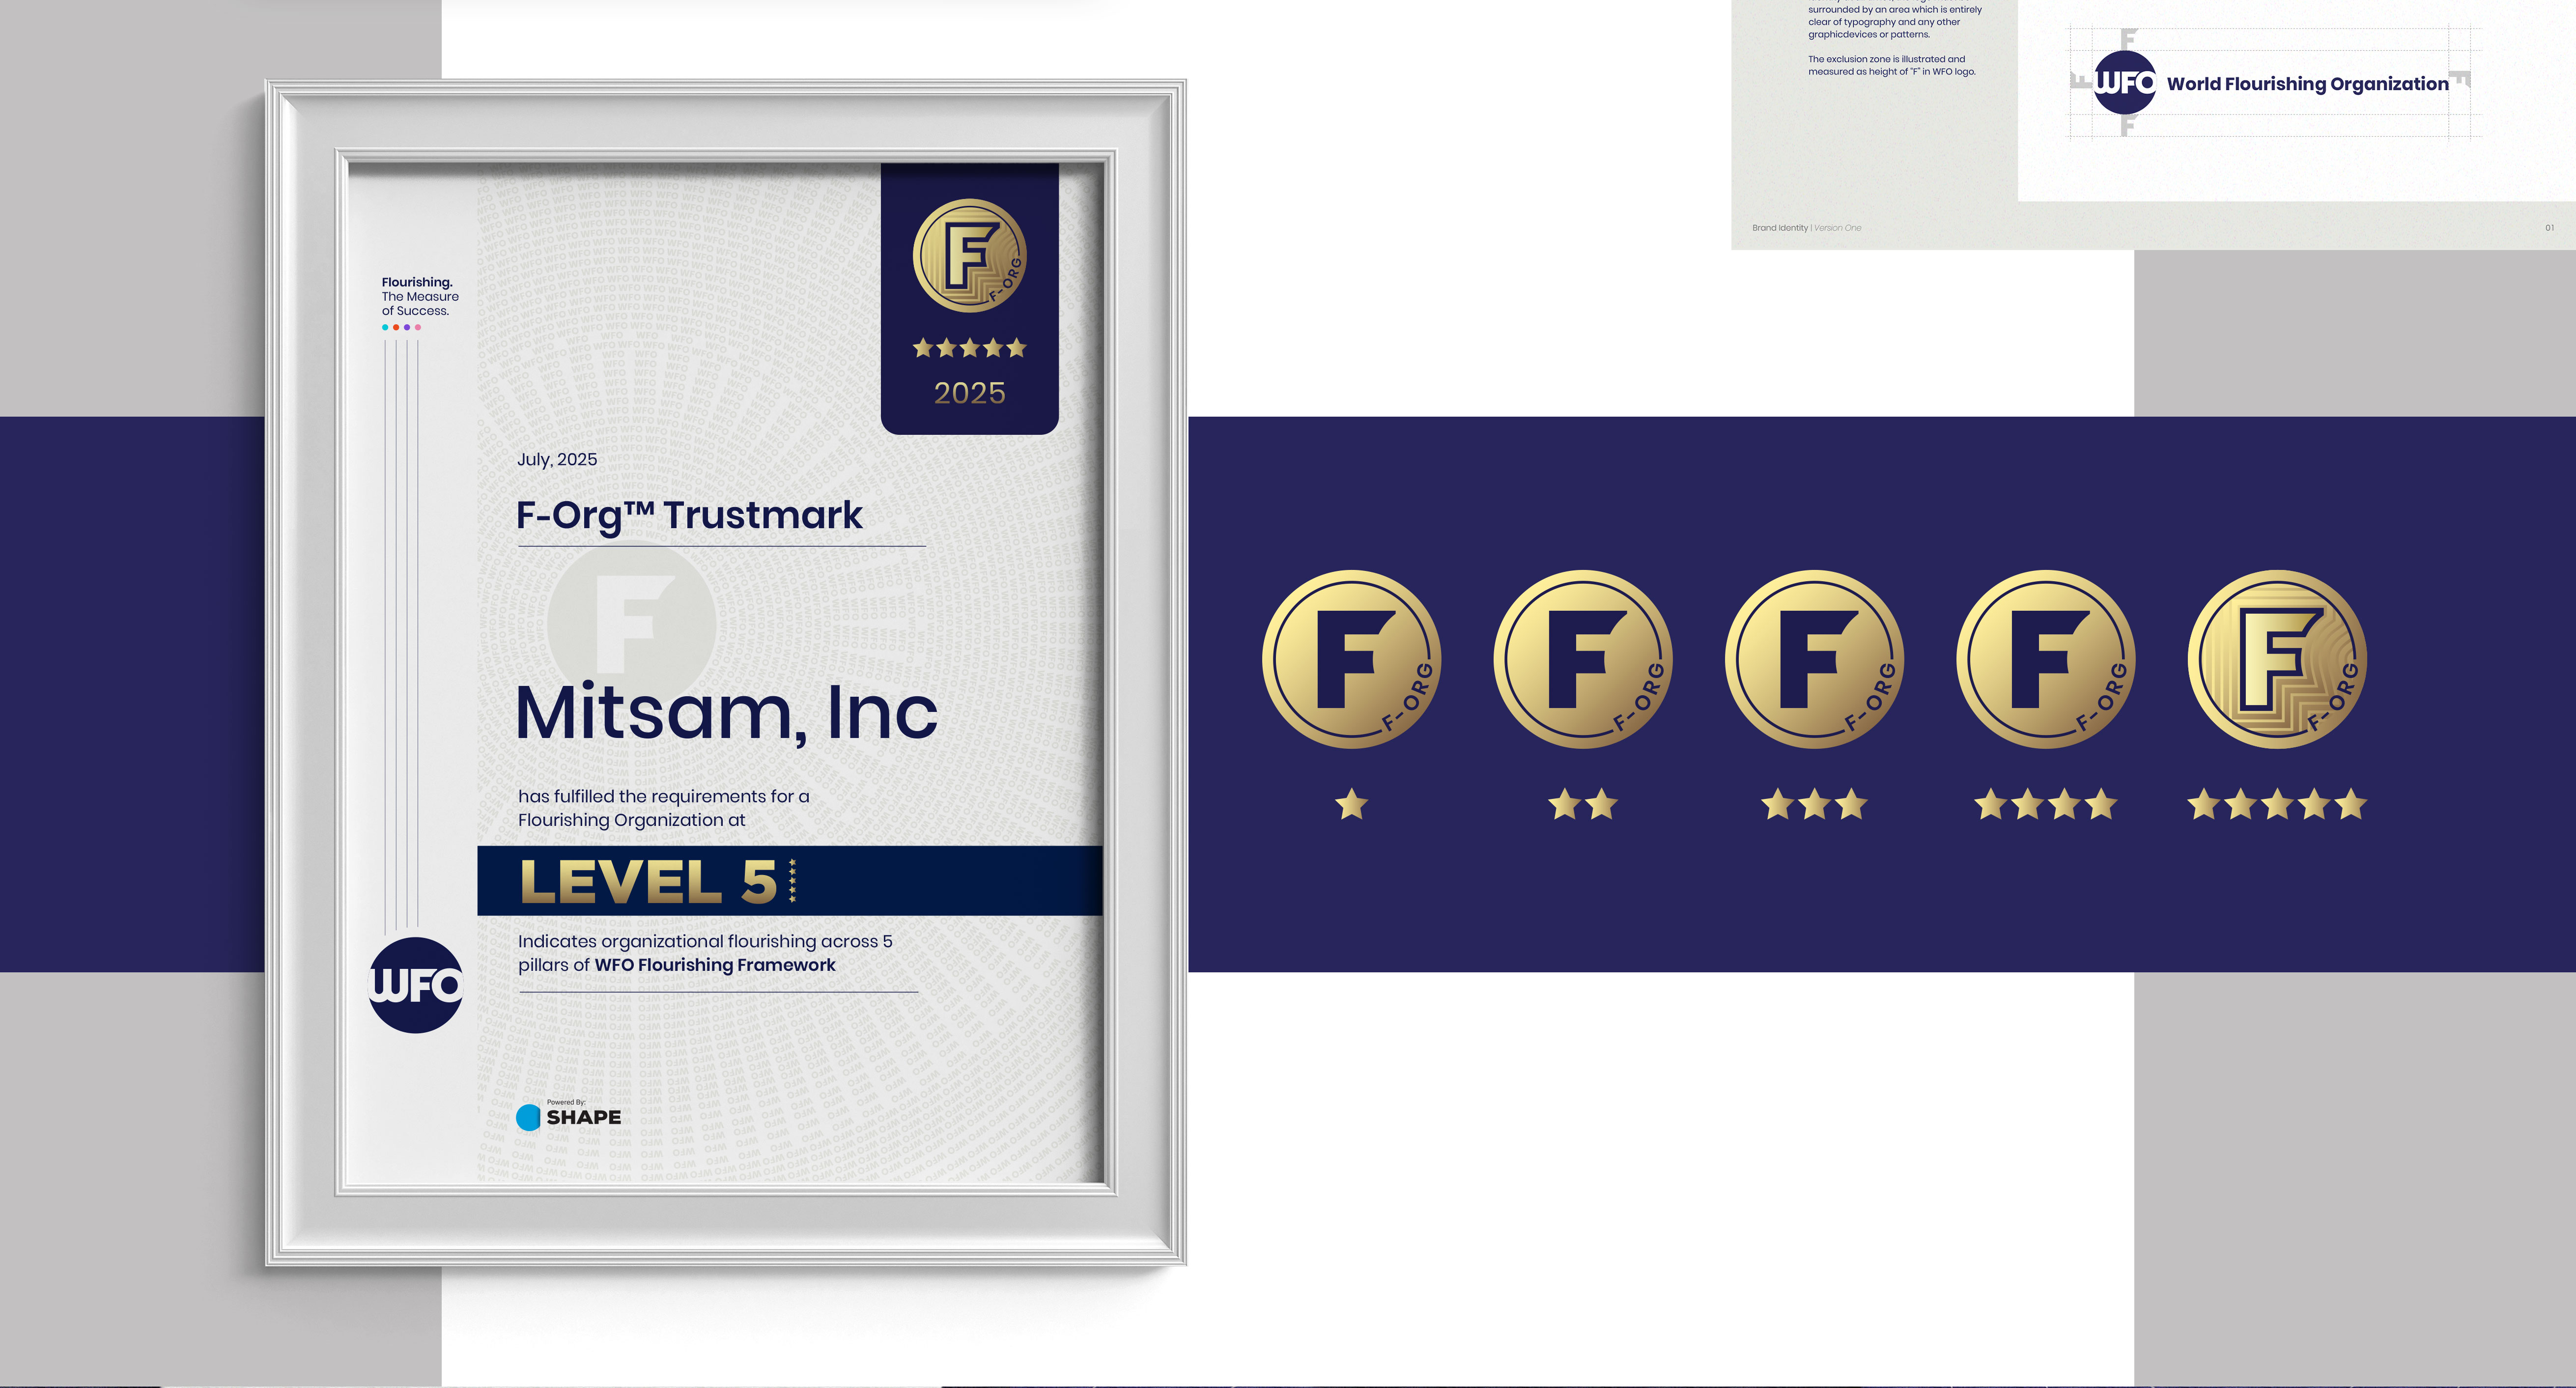 surrounded by an area which is entirely
clear of typography and any other
graphicdevices or patterns.
The exclusion zone is illustrated and
measured as height of "F" in WFO logo.
F
F
WFO World Flourishing Organization
F
F
Brand Identity | Version One
01
F
F-ORG
2025
Flourishing.
The Measure
of Success.
July, 2025
F-Org™ Trustmark
F
Mitsam, Inc
has fulfilled the requirements for a
Flourishing Organization at
LEVEL 5
Indicates organizational flourishing across 5
pillars of WFO Flourishing Framework
WFO
Powered By:
SHAPE
F
F-ORG
F
F-ORG
F
F-ORG
F
F-ORG
F
F-ORG